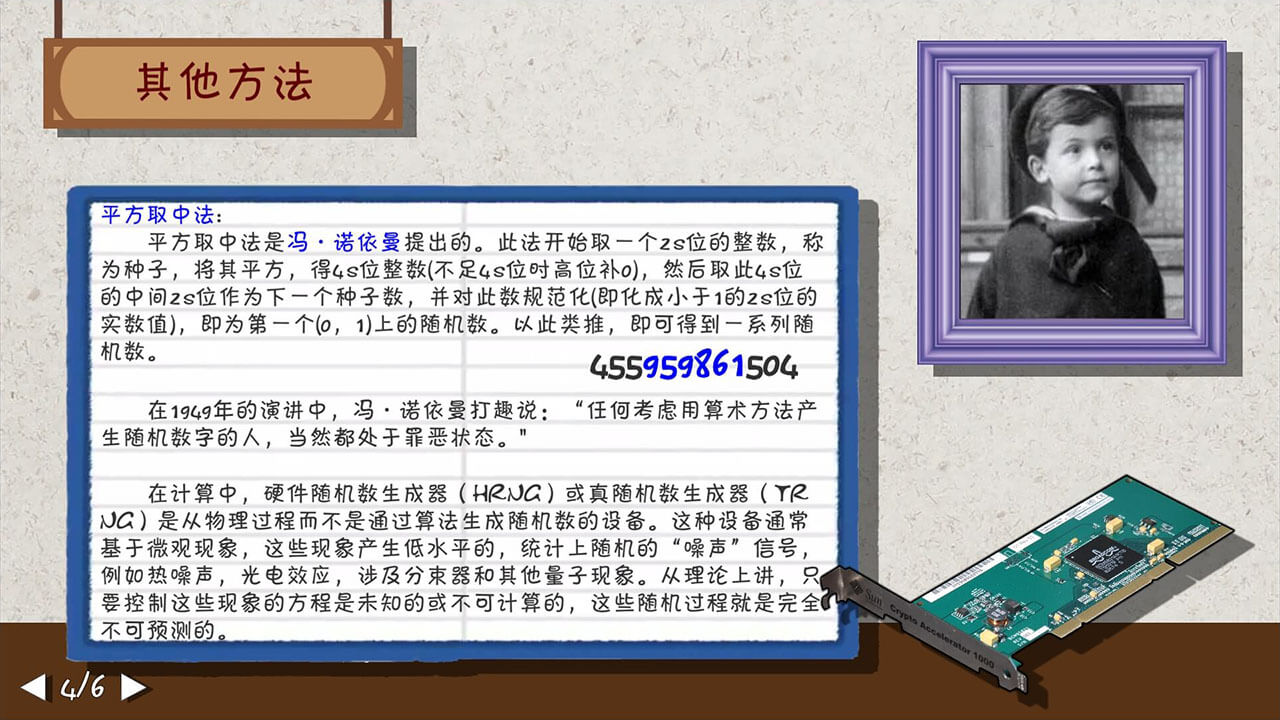 其他方法
平方取中法:
平方取中法是冯·诺依曼提出的。此法开始取一个2s位的整数，称
为种子，将其平方，得4s位整数(不足4s位时高位补0)，然后取此4s位
的中间2s位作为下一个种子数，并对此数规范化(即化成小于1的2s位的
实数值)，即为第一个(0，1)上的随机数。以此类推，即可得到一系列随
机数。
455959861504
在1949年的演讲中，冯·诺依曼打趣说：“任何考虑用算术方法产
生随机数字的人，当然都处于罪恶状态。"
在计算中，硬件随机数生成器（HRNG）或真随机数生成器（TR
NG）是从物理过程而不是通过算法生成随机数的设备。这种设备通常
基于微观现象，这些现象产生低水平的，统计上随机的“噪声”信号，
例如热噪声，光电效应，涉及分束器和其他量子现象。从理论上讲，只
要控制这些现象的方程是未知的或不可计算的，这些随机过程就是完全
不可预测的。
Sun Crypto Accelerator 1000
4/6